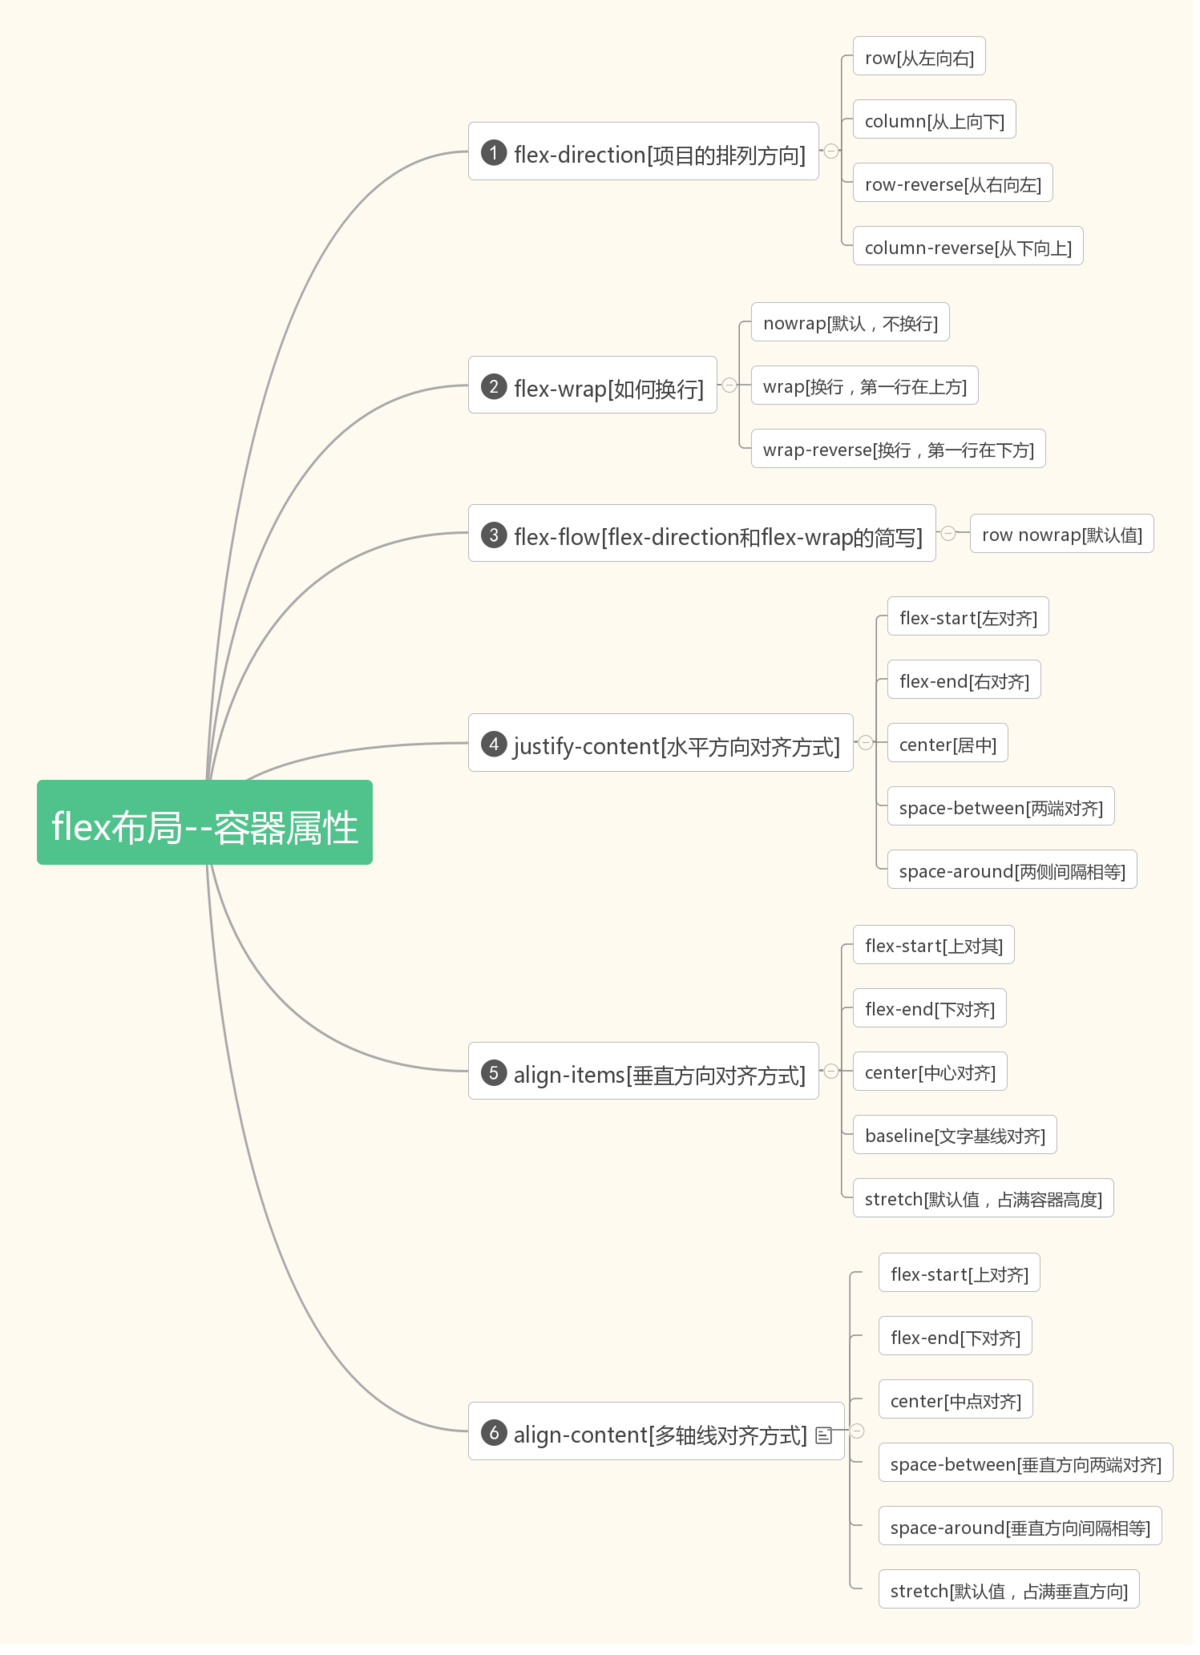 flex布局--容器属性
1 flex-direction[项目的排列方向]
row[从左向右]
column[从上向下]
row-reverse[从右向左]
column-reverse[从下向上]
2 flex-wrap[如何换行]
nowrap[默认，不换行]
wrap[换行，第一行在上方]
wrap-reverse[换行，第一行在下方]
3 flex-flow[flex-direction和flex-wrap的简写]
row nowrap[默认值]
4 justify-content[水平方向对齐方式]
flex-start[左对齐]
flex-end[右对齐]
center[居中]
space-between[两端对齐]
space-around[两侧间隔相等]
5 align-items[垂直方向对齐方式]
flex-start[上对其]
flex-end[下对齐]
center[中心对齐]
baseline[文字基线对齐]
stretch[默认值，占满容器高度]
6 align-content[多轴线对齐方式]
flex-start[上对齐]
flex-end[下对齐]
center[中点对齐]
space-between[垂直方向两端对齐]
space-around[垂直方向间隔相等]
stretch[默认值，占满垂直方向]